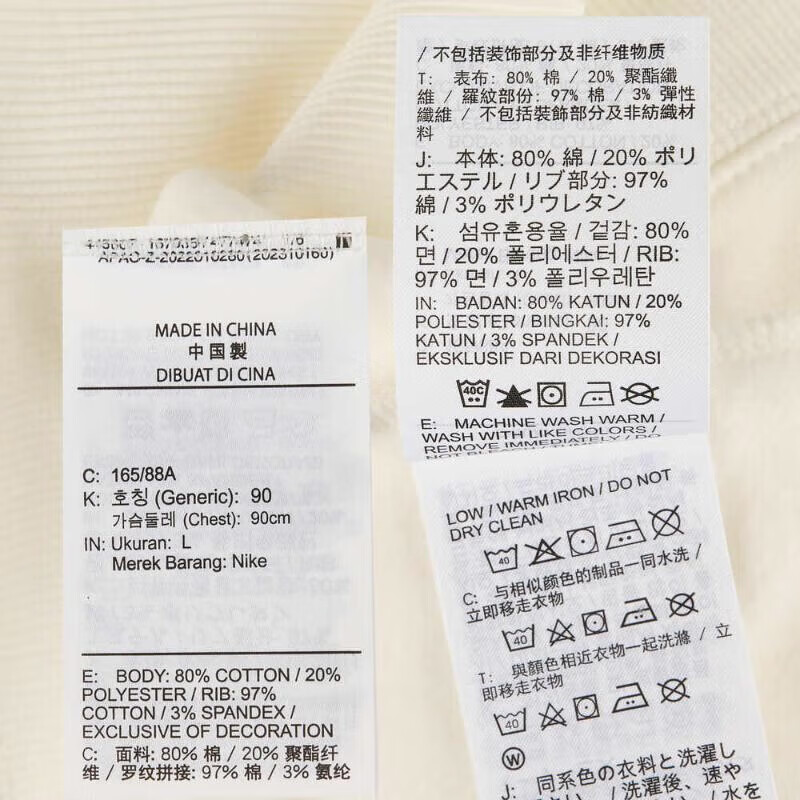 APAO-Z-2022010280(202310160)
MADE IN CHINA
中国製
DIBUAT DI CINA
C: 165/88A
K: 호칭 (Generic): 90
가슴둘레 (Chest): 90cm
IN: Ukuran: L
Merek Barang: Nike
E: BODY: 80% COTTON / 20%
POLYESTER / RIB: 97%
COTTON / 3% SPANDEX /
EXCLUSIVE OF DECORATION
C: 面料: 80% 棉 / 20% 聚酯纤
维 / 罗纹拼接: 97% 棉 / 3% 氨纶
/ 不包括装饰部分及非纤维物质
T: 表布: 80% 棉 / 20% 聚酯纖
維 / 羅紋部份: 97% 棉 / 3% 彈性
纖維 / 不包括裝飾部分及非紡織材
料
J: 本体: 80% 綿 / 20% ポリ
エステル / リブ部分: 97%
綿 / 3% ポリウレタン
K: 섬유혼용율 / 겉감: 80%
면 / 20% 폴리에스터 / RIB:
97% 면 / 3% 폴리우레탄
IN: BADAN: 80% KATUN / 20%
POLIESTER / BINGKAI: 97%
KATUN / 3% SPANDEK /
EKSKLUSIF DARI DEKORASI
40C
E: MACHINE WASH WARM /
WASH WITH LIKE COLORS /
REMOVE IMMEDIATELY / DO
NOT BLEACH / TUMBLE DRY
LOW / WARM IRON / DO NOT
DRY CLEAN
40
C: 与相似颜色的制品一同水洗 /
立即移走衣物
40
T: 與顏色相近衣物一起洗滌 / 立
即移走衣物
40
W
J: 同系色の衣料と洗濯し
/ 洗濯後、速や